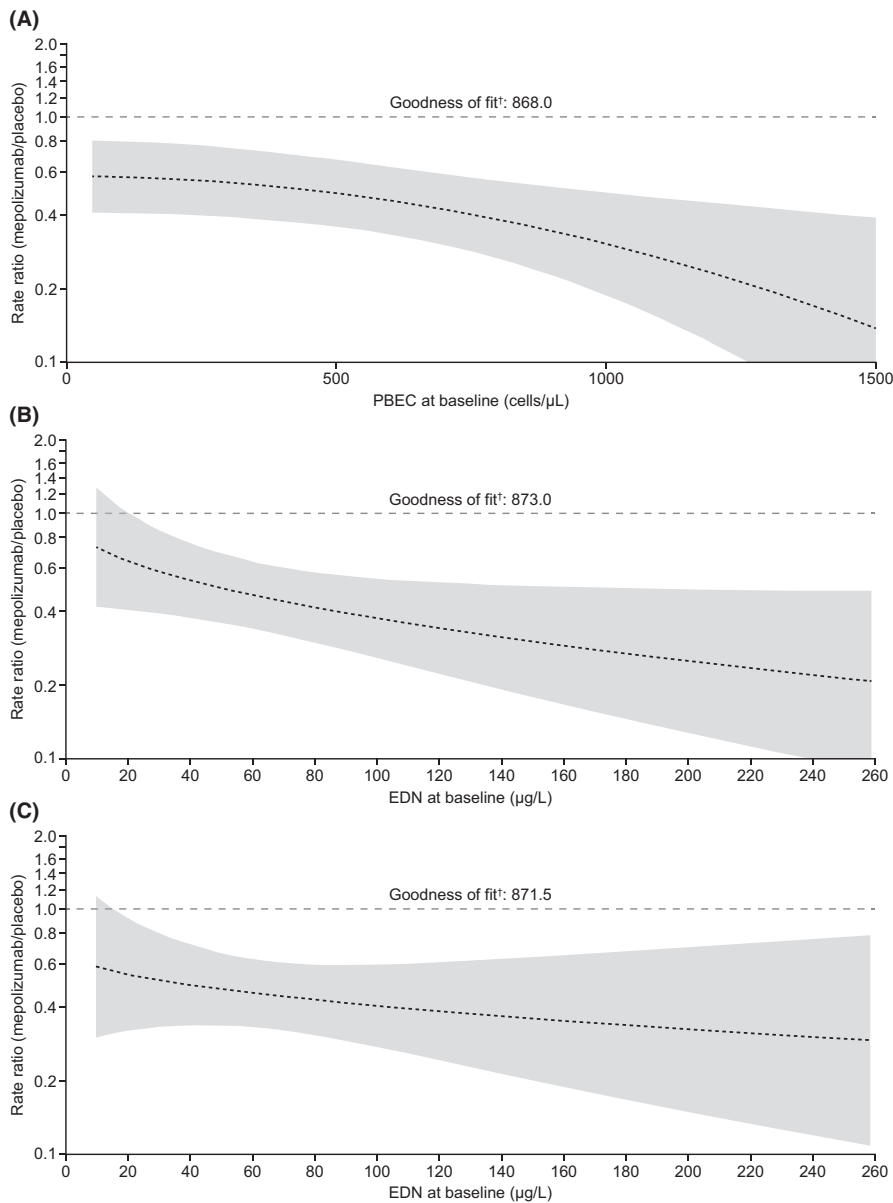 (A)
2.0
1.6
1.4
1.2
1.0
0.8
0.6
0.4
0.2
0.1
Rate ratio (mepolizumab/placebo)
Goodness of fit†: 868.0
0 500 1000 1500
PBEC at baseline (cells/µL)
(B)
2.0
1.6
1.4
1.2
1.0
0.8
0.6
0.4
0.2
0.1
Rate ratio (mepolizumab/placebo)
Goodness of fit†: 873.0
0 20 40 60 80 100 120 140 160 180 200 220 240 260
EDN at baseline (µg/L)
(C)
2.0
1.6
1.4
1.2
1.0
0.8
0.6
0.4
0.2
0.1
Rate ratio (mepolizumab/placebo)
Goodness of fit†: 871.5
0 20 40 60 80 100 120 140 160 180 200 220 240 260
EDN at baseline (µg/L)